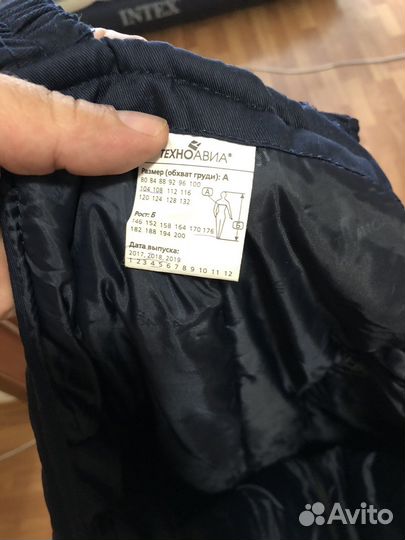 INTEX
ТЕХНОАВИА®
Размер (обхват груди): А
80 84 88 92 96 100
104 108 112 116
120 124 128 132
А
Б
Рост: Б
146 152 158 164 170 176
182 188 194 200
Дата выпуска:
2017, 2018, 2019
1 2 3 4 5 6 7 8 9 10 11 12
Avito